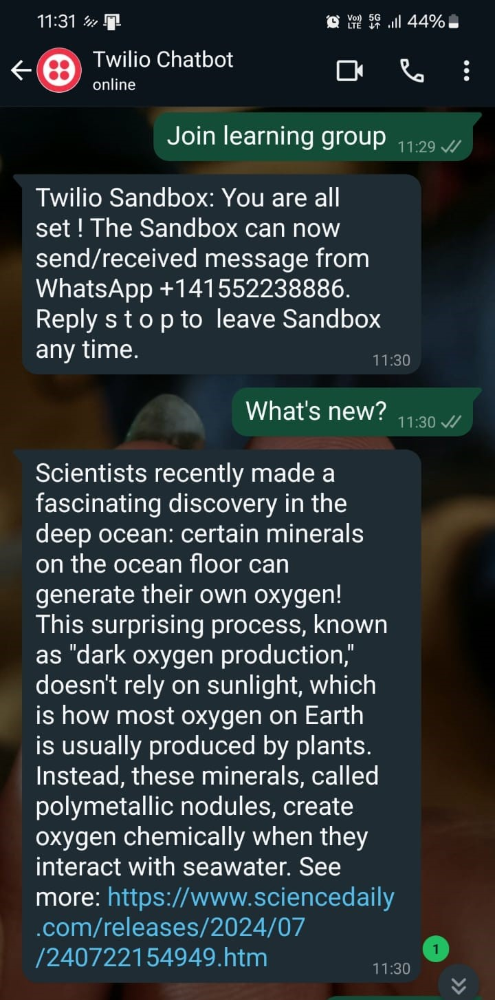 11:31 Vo)) LTE 5G 44%
Twilio Chatbot
online
Join learning group 11:29
Twilio Sandbox: You are all
set ! The Sandbox can now
send/received message from
WhatsApp +141552238886.
Reply s t o p to leave Sandbox
any time. 11:30
What's new? 11:30
Scientists recently made a
fascinating discovery in the
deep ocean: certain minerals
on the ocean floor can
generate their own oxygen!
This surprising process, known
as "dark oxygen production,"
doesn't rely on sunlight, which
is how most oxygen on Earth
is usually produced by plants.
Instead, these minerals, called
polymetallic nodules, create
oxygen chemically when they
interact with seawater. See
more: https://www.sciencedaily
.com/releases/2024/07
/240722154949.htm 11:30
1